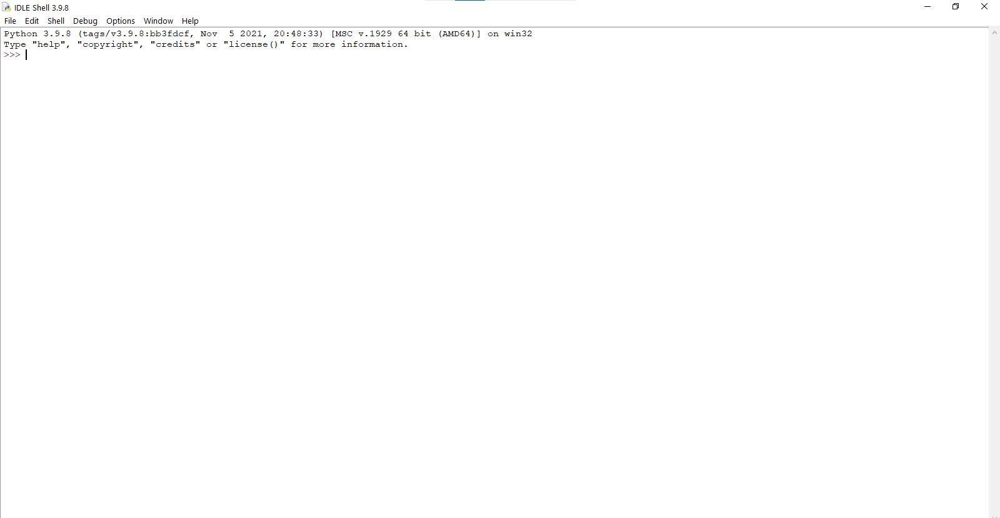 IDLE Shell 3.9.8
File Edit Shell Debug Options Window Help
Python 3.9.8 (tags/v3.9.8:bb3fdcf, Nov  5 2021, 20:48:33) [MSC v.1929 64 bit (AMD64)] on win32
Type "help", "copyright", "credits" or "license()" for more information.
>>>